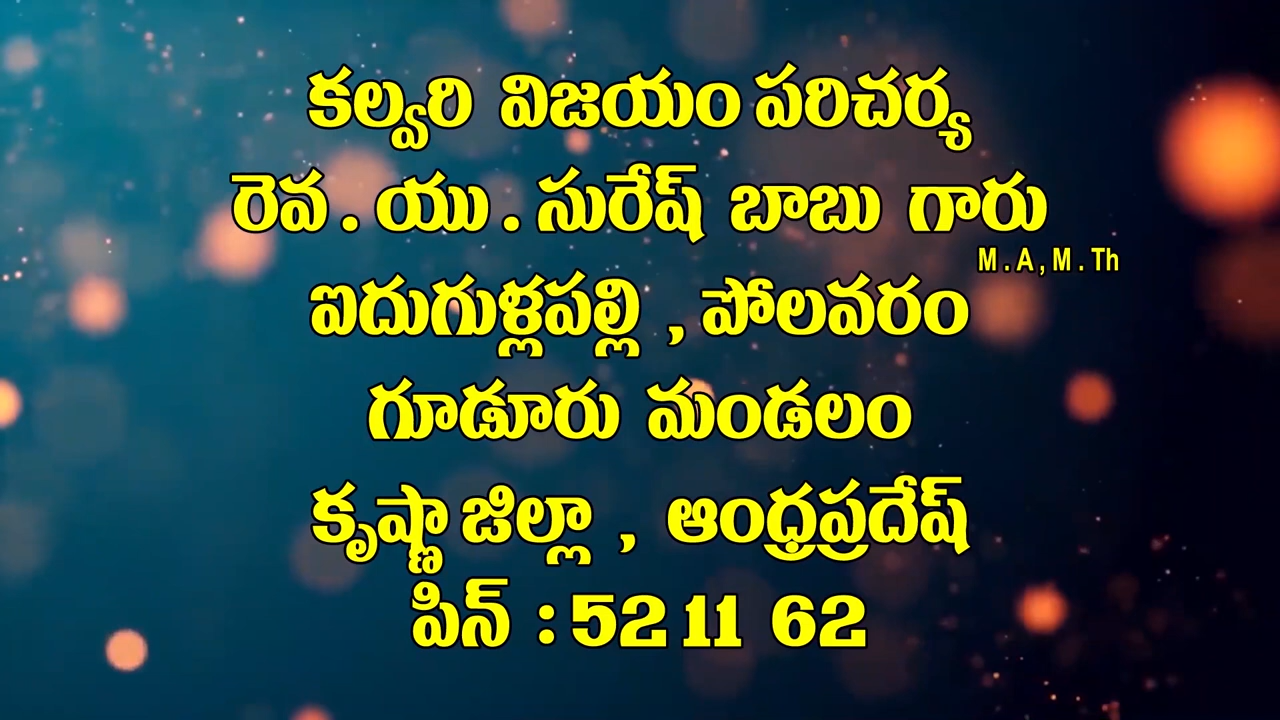 కల్వరి విజయం పరిచర్య
రెవ . యు . సురేష్ బాబు గారు
M . A , M . Th
ఐదుగుళ్లపల్లి , పోలవరం
గూడూరు మండలం
కృష్ణా జిల్లా , ఆంధ్రప్రదేష్
పిన్ : 52 11 62